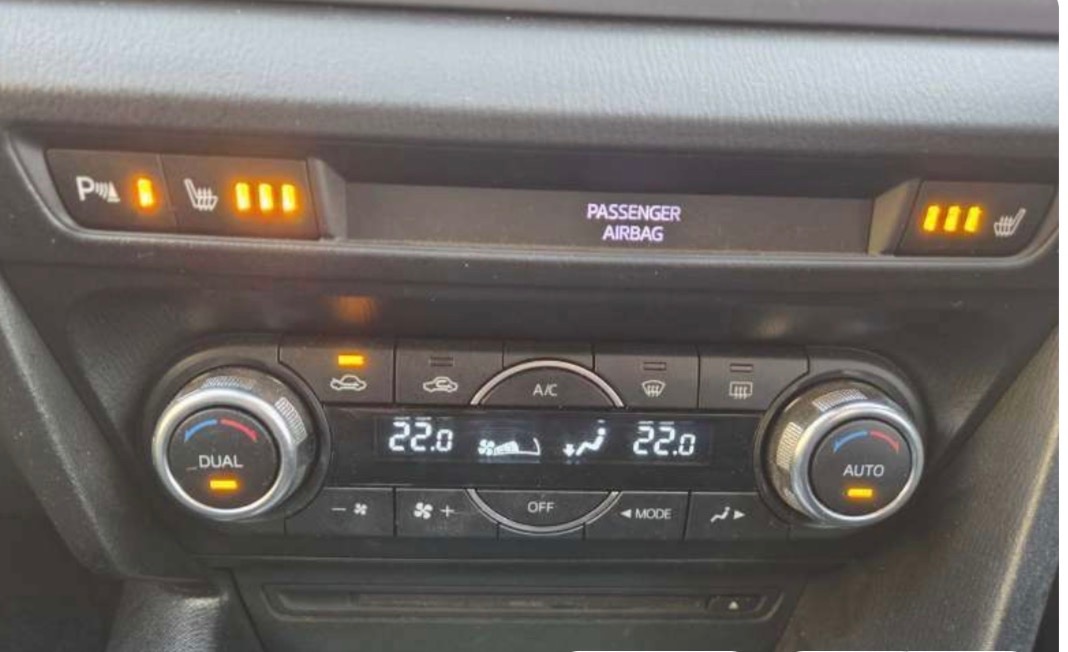 P
PASSENGER
AIRBAG
A/C
22.0
22.0
DUAL
AUTO
- +
OFF
◄ MODE
►